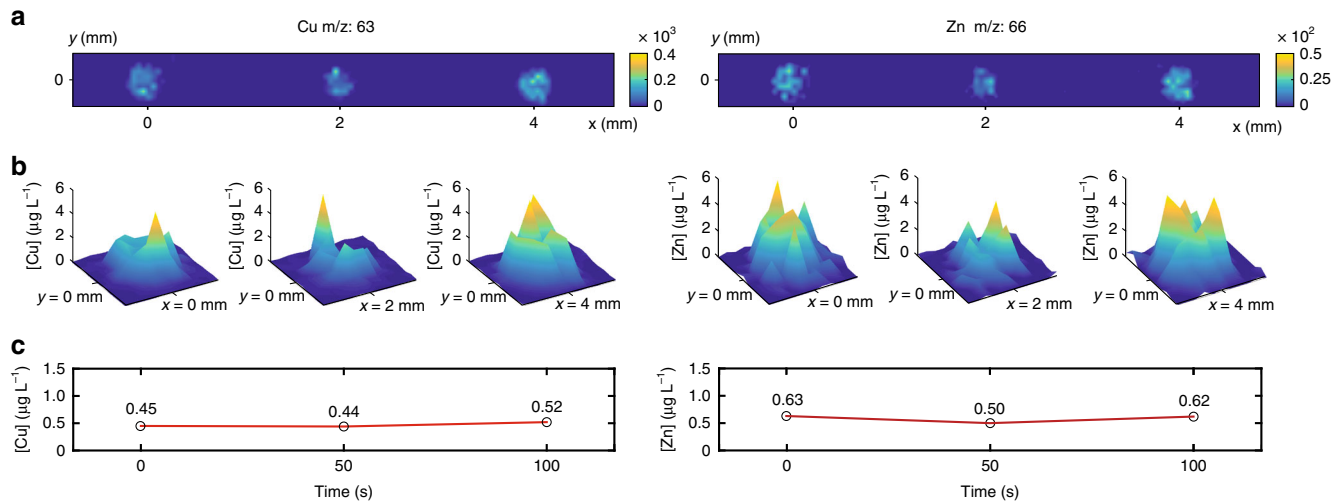 a
Cu m/z: 63
y (mm)
× 10³
0.4
0.2
0
0
0
2
4
x (mm)
Zn m/z: 66
y (mm)
× 10²
0.5
0.25
0
0
0
2
4
x (mm)
b
[Cu] (µg L⁻¹)
6
4
2
0
y = 0 mm
x = 0 mm
[Cu] (µg L⁻¹)
6
4
2
0
y = 0 mm
x = 2 mm
[Cu] (µg L⁻¹)
6
4
2
0
y = 0 mm
x = 4 mm
[Zn] (µg L⁻¹)
6
4
2
0
y = 0 mm
x = 0 mm
[Zn] (µg L⁻¹)
6
4
2
0
y = 0 mm
x = 2 mm
[Zn] (µg L⁻¹)
6
4
2
0
y = 0 mm
x = 4 mm
c
[Cu] (µg L⁻¹)
1.5
1.0
0.5
0
0.45
0.44
0.52
0
50
100
Time (s)
[Zn] (µg L⁻¹)
1.5
1.0
0.5
0
0.63
0.50
0.62
0
50
100
Time (s)